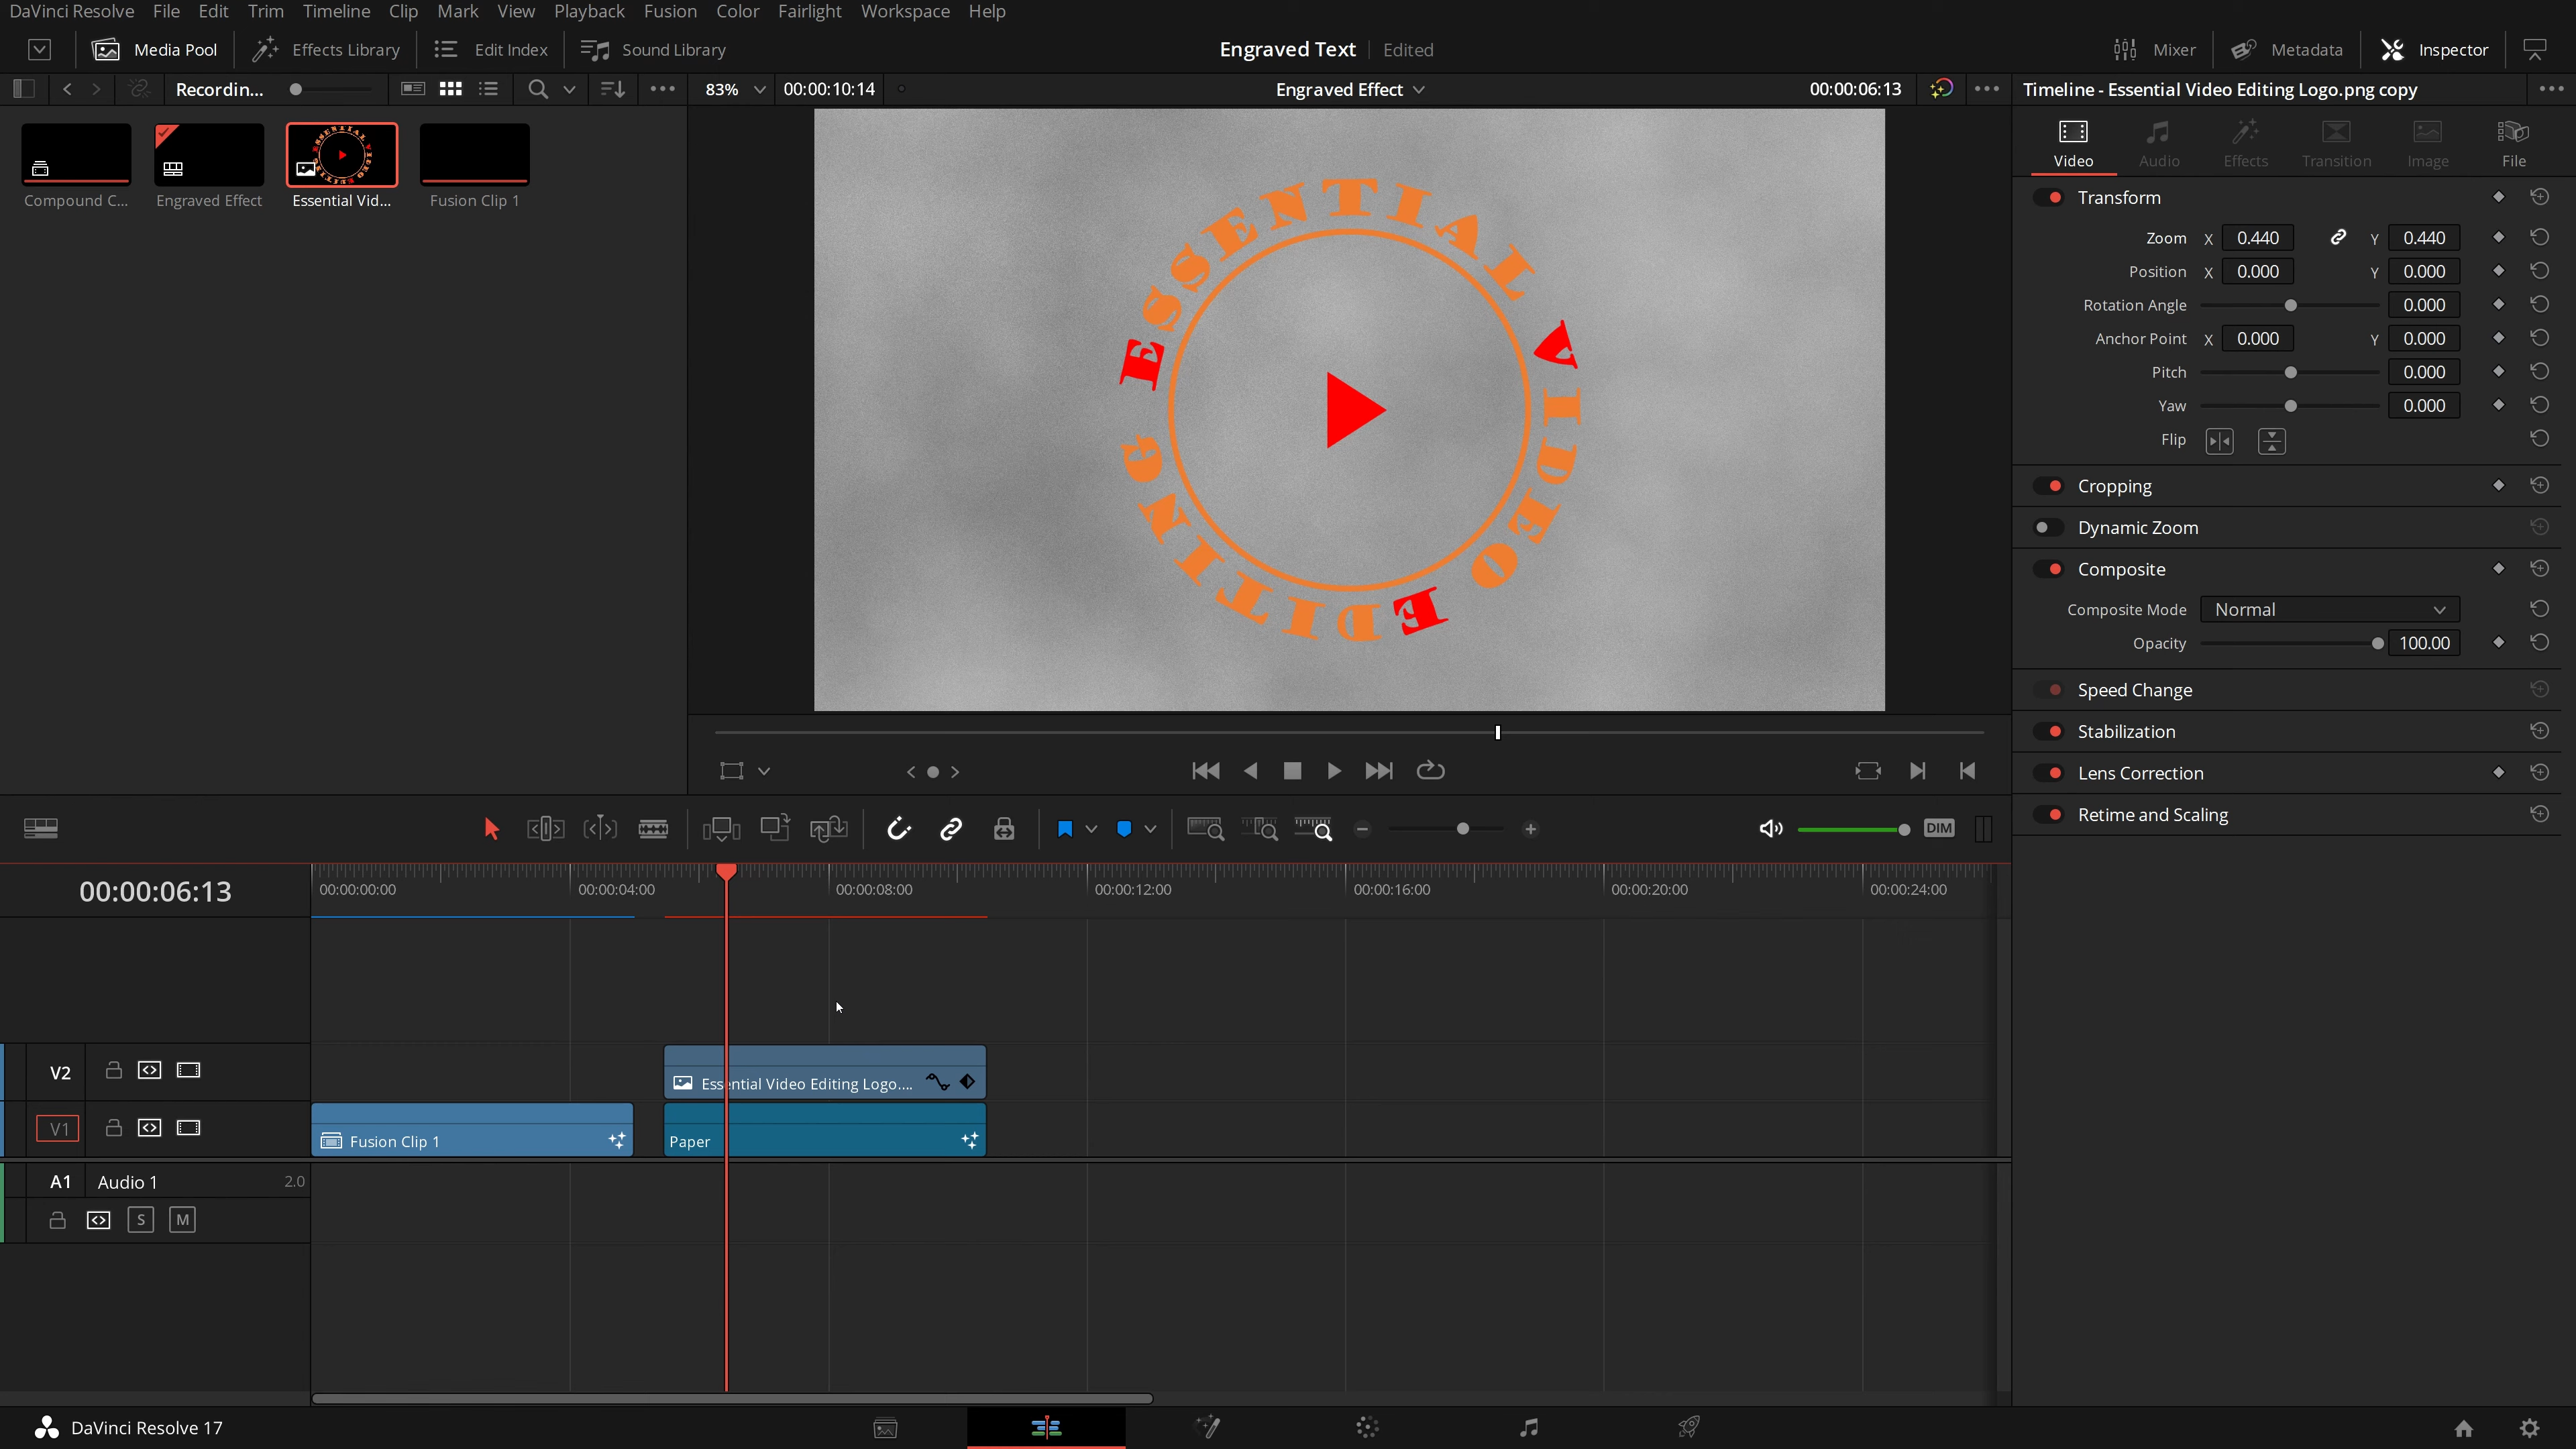 DaVinci Resolve File Edit Trim Timeline Clip Mark View Playback Fusion Color Fairlight Workspace Help
Media Pool Effects Library Edit Index Sound Library Engraved Text Edited Mixer Metadata Inspector
Recordin... 83% 00:00:10:14 Engraved Effect 00:00:06:13 Timeline - Essential Video Editing Logo.png copy
Compound C... Engraved Effect Essential Vid... Fusion Clip 1
ESSENTIAL VIDEO EDITING
Video Audio Effects Transition Image File
Transform
Zoom X 0.440 Y 0.440
Position X 0.000 Y 0.000
Rotation Angle 0.000
Anchor Point X 0.000 Y 0.000
Pitch 0.000
Yaw 0.000
Flip
Cropping
Dynamic Zoom
Composite
Composite Mode Normal
Opacity 100.00
Speed Change
Stabilization
Lens Correction
Retime and Scaling
DIM
00:00:06:13 00:00:00:00 00:00:04:00 00:00:08:00 00:00:12:00 00:00:16:00 00:00:20:00 00:00:24:00
V2 Essential Video Editing Logo....
V1 Fusion Clip 1 Paper
A1 Audio 1 2.0
S M
DaVinci Resolve 17